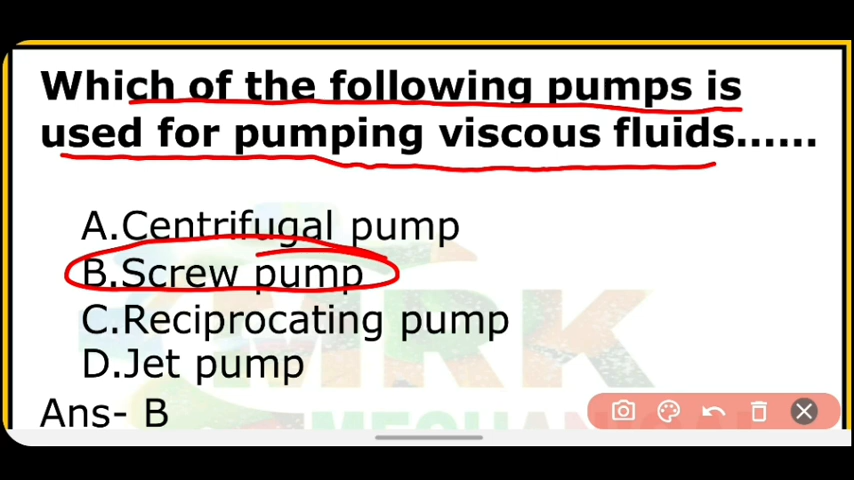 Which of the following pumps is
used for pumping viscous fluids......
A.Centrifugal pump
B.Screw pump
C.Reciprocating pump
D.Jet pump
Ans- B
MRK